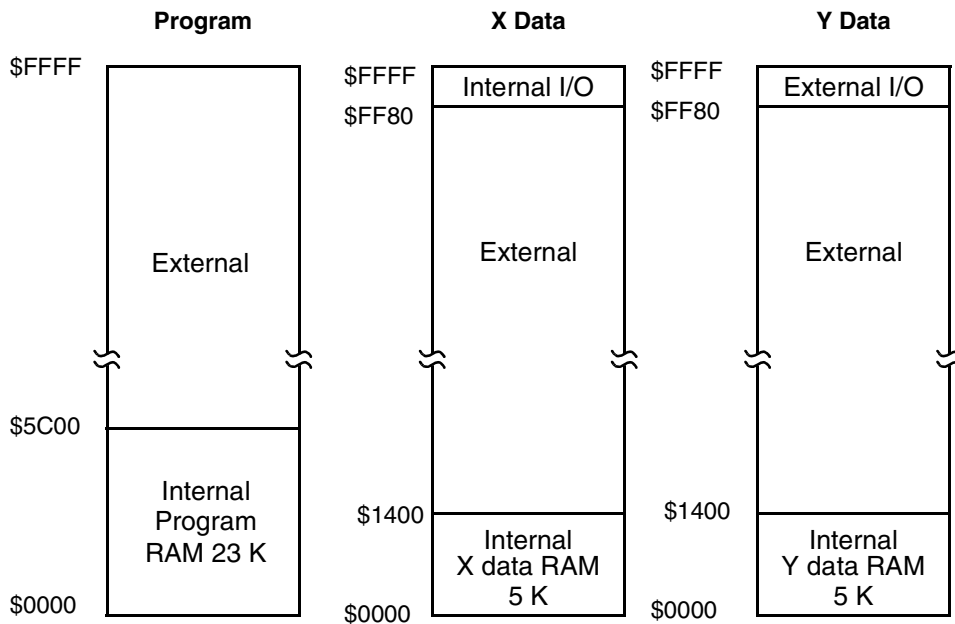 Program
$FFFF
External
$5C00
Internal
Program
RAM 23 K
$0000
X Data
$FFFF
Internal I/O
$FF80
External
$1400
Internal
X data RAM
5 K
$0000
Y Data
$FFFF
External I/O
$FF80
External
$1400
Internal
Y data RAM
5 K
$0000